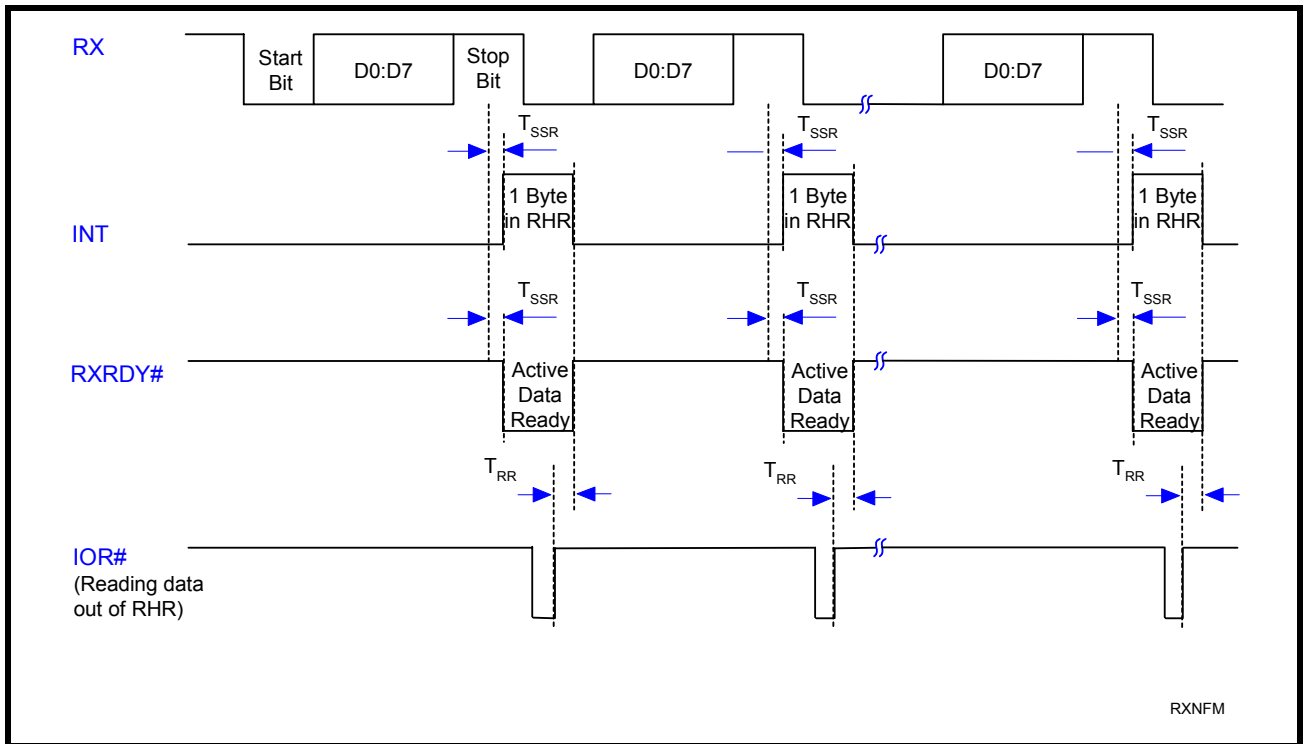 RX
Start
Bit
D0:D7
Stop
Bit
D0:D7
D0:D7
TSSR
TSSR
TSSR
INT
1 Byte
in RHR
1 Byte
in RHR
1 Byte
in RHR
TSSR
TSSR
TSSR
RXRDY#
Active
Data
Ready
Active
Data
Ready
Active
Data
Ready
TRR
TRR
TRR
IOR#
(Reading data
out of RHR)
RXNFM